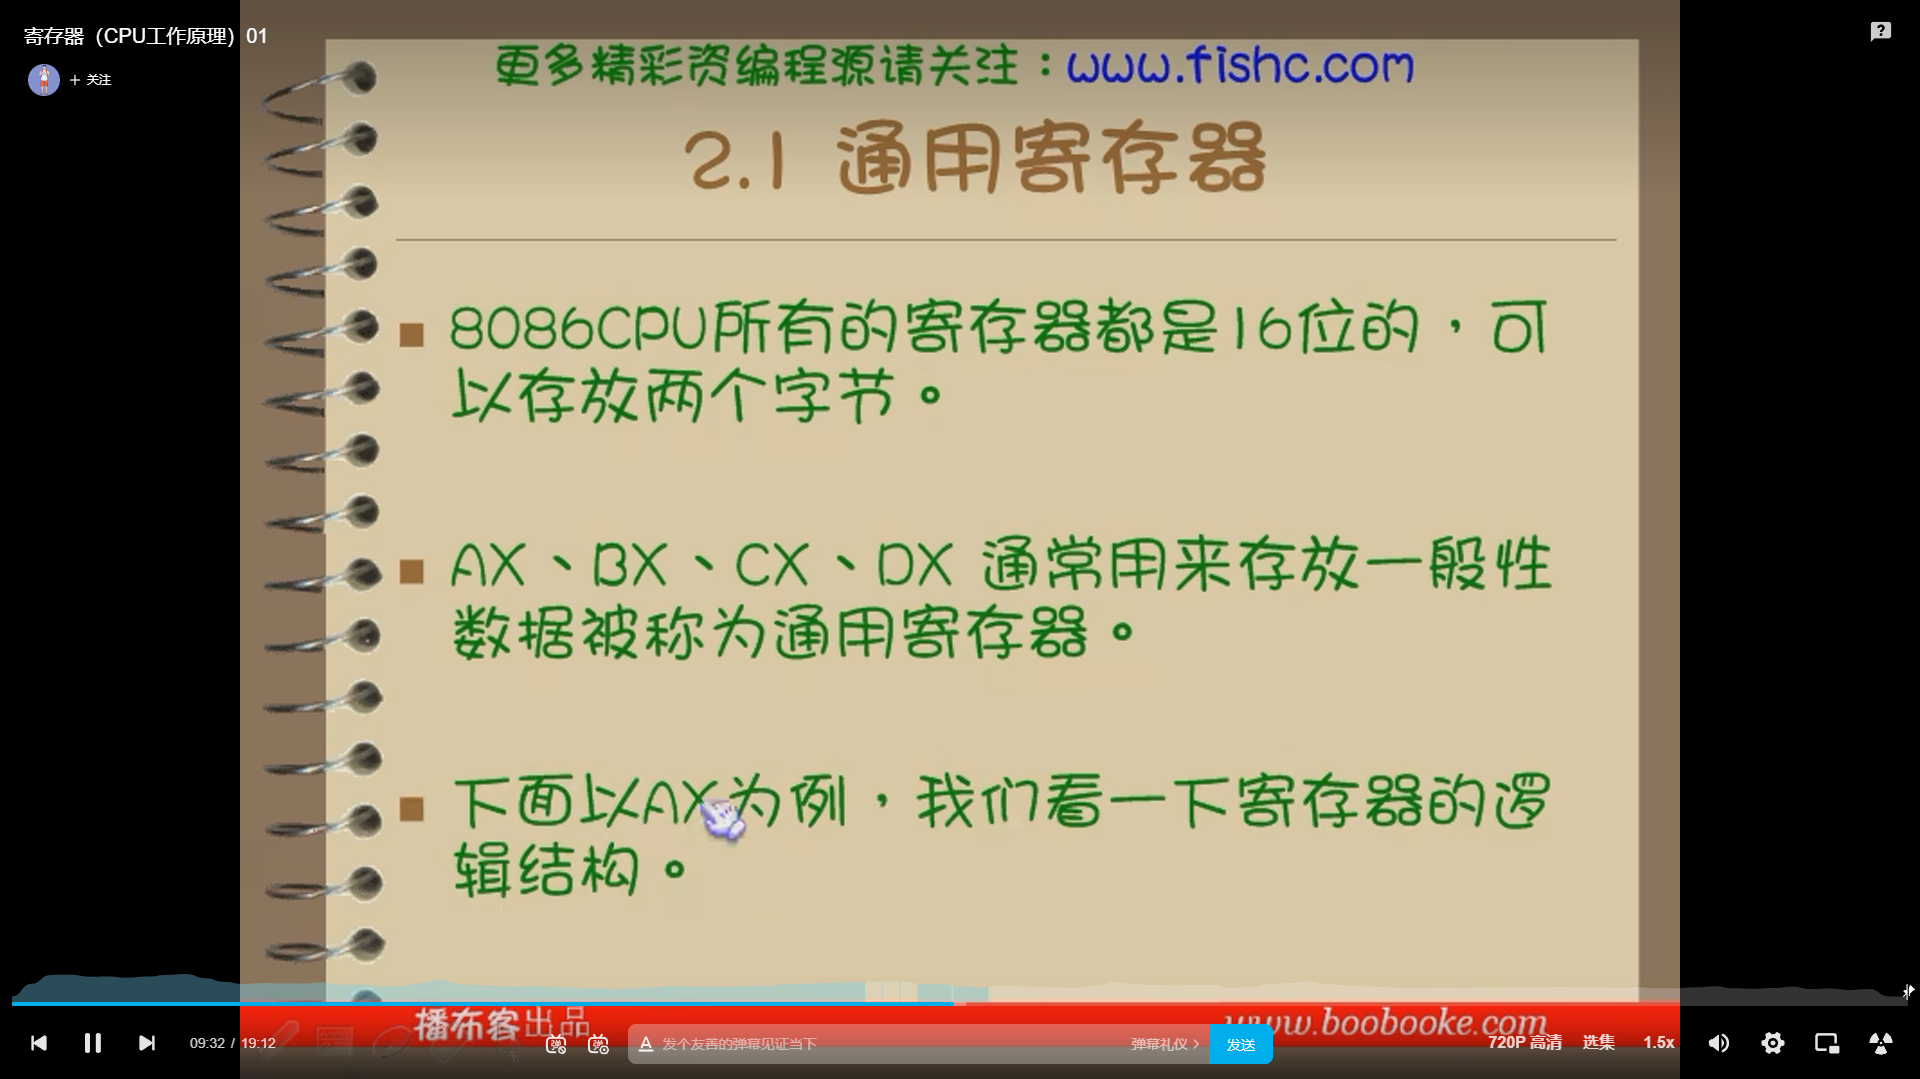 寄存器（CPU工作原理）01
+ 关注
更多精彩资编程源请关注：www.fishc.com
2.1 通用寄存器
8086CPU所有的寄存器都是16位的，可
以存放两个字节。
AX、BX、CX、DX 通常用来存放一般性
数据被称为通用寄存器。
下面以AX为例，我们看一下寄存器的逻
辑结构。
播布客出品
www.boobooke.com
09:32 / 19:12
弹
弹
A 发个友善的弹幕见证当下
弹幕礼仪 >
发送
720P 高清
选集
1.5x